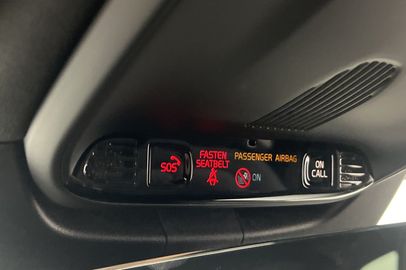 SOS
FASTEN
SEATBELT
PASSENGER AIRBAG
ON
ON
CALL